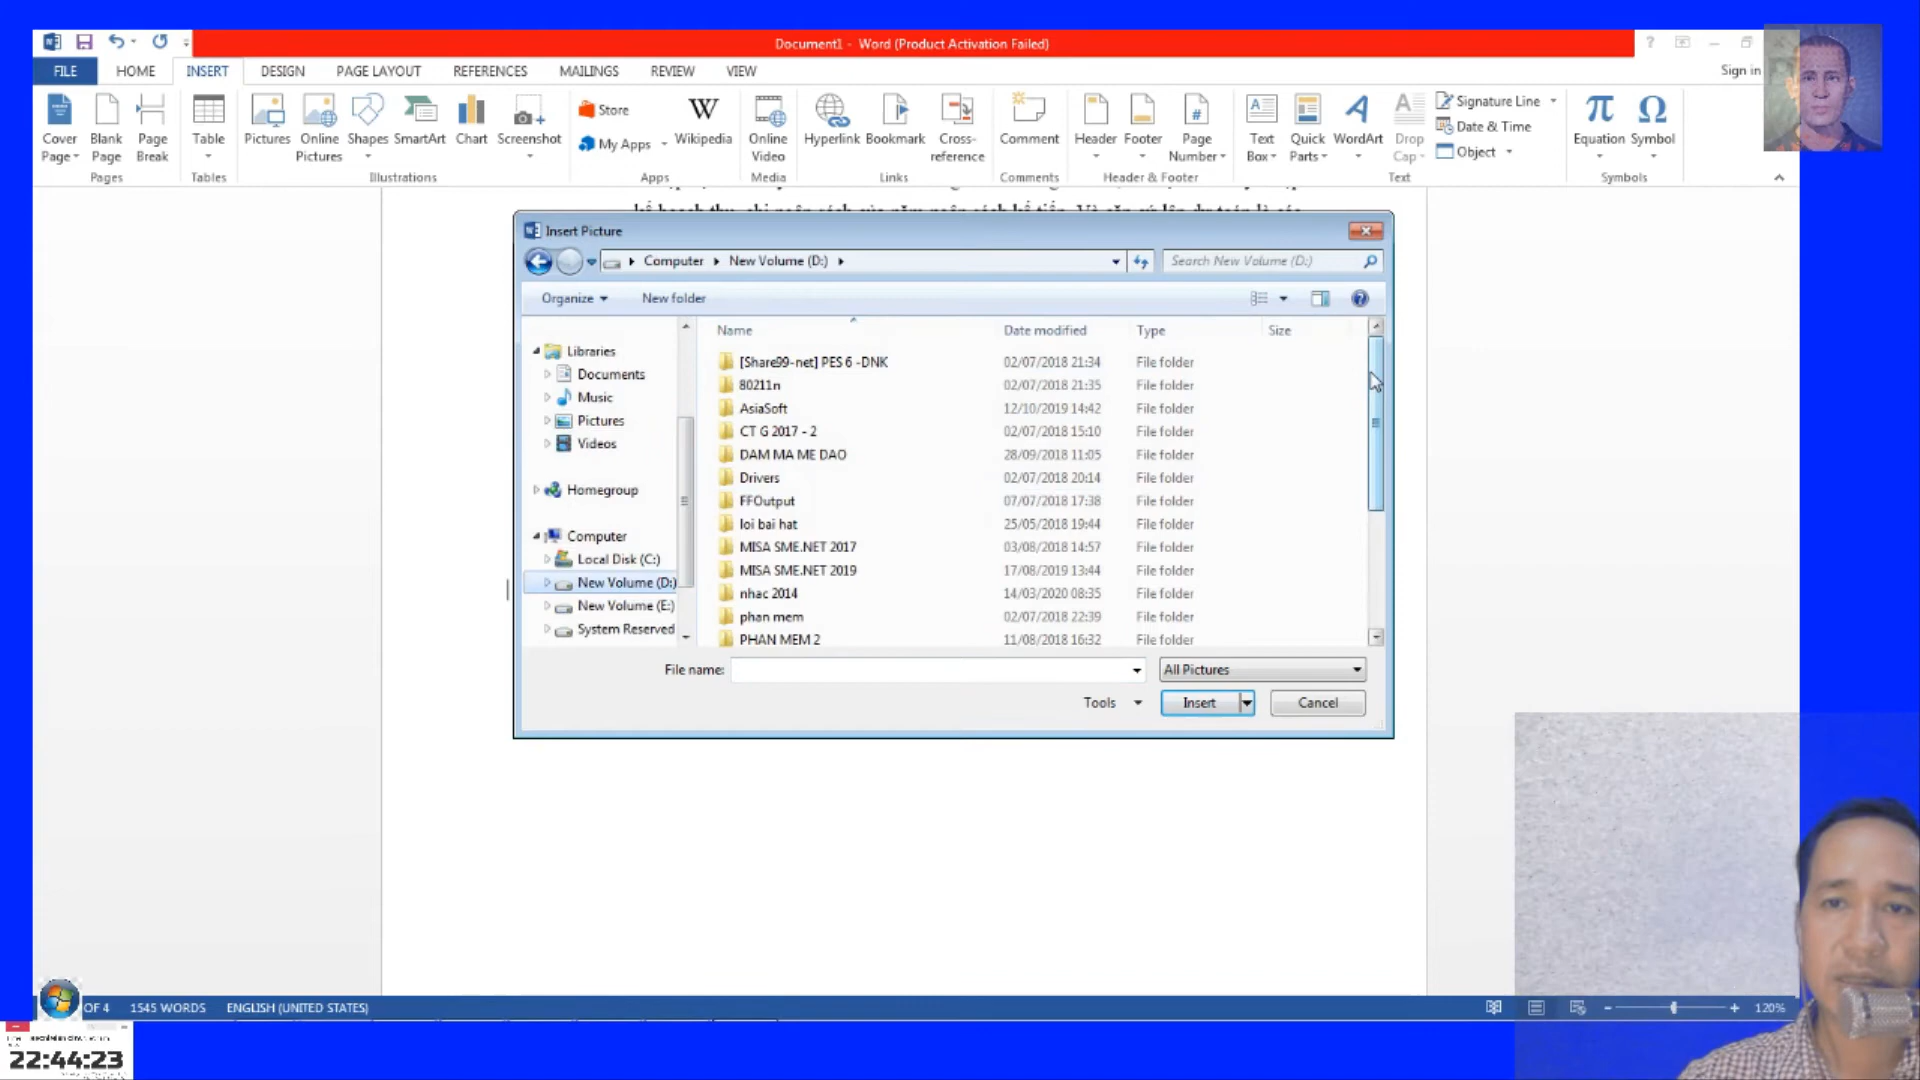 Document1 - Word (Product Activation Failed)
FILE HOME INSERT DESIGN PAGE LAYOUT REFERENCES MAILINGS REVIEW VIEW Sign in
Cover Page
Blank Page
Page Break
Pages
Table
Tables
Pictures
Online Pictures
Shapes
SmartArt
Chart
Screenshot
Illustrations
Store
My Apps
Wikipedia
Apps
Online Video
Media
Hyperlink
Bookmark
Cross-reference
Links
Comment
Comments
Header
Footer
Page Number
Header & Footer
Text Box
Quick Parts
WordArt
Drop Cap
Signature Line
Date & Time
Object
Text
Equation
Symbol
Symbols
Insert Picture
Computer New Volume (D:)
Search New Volume (D:)
Organize New folder
Libraries
Documents
Music
Pictures
Videos
Homegroup
Computer
Local Disk (C:)
New Volume (D:)
New Volume (E:)
System Reserved
Name Date modified Type Size
[Share99-net] PES 6 -DNK 02/07/2018 21:34 File folder
80211n 02/07/2018 21:35 File folder
AsiaSoft 12/10/2019 14:42 File folder
CT G 2017 - 2 02/07/2018 15:10 File folder
DAM MA ME DAO 28/09/2018 11:05 File folder
Drivers 02/07/2018 20:14 File folder
FFOutput 07/07/2018 17:38 File folder
loi bai hat 25/05/2018 19:44 File folder
MISA SME.NET 2017 03/08/2018 14:57 File folder
MISA SME.NET 2019 17/08/2019 13:44 File folder
nhac 2014 14/03/2020 08:35 File folder
phan mem 02/07/2018 22:39 File folder
PHAN MEM 2 11/08/2018 16:32 File folder
File name: All Pictures
Tools Insert Cancel
OF 4 1545 WORDS ENGLISH (UNITED STATES) 120%
22:44:23